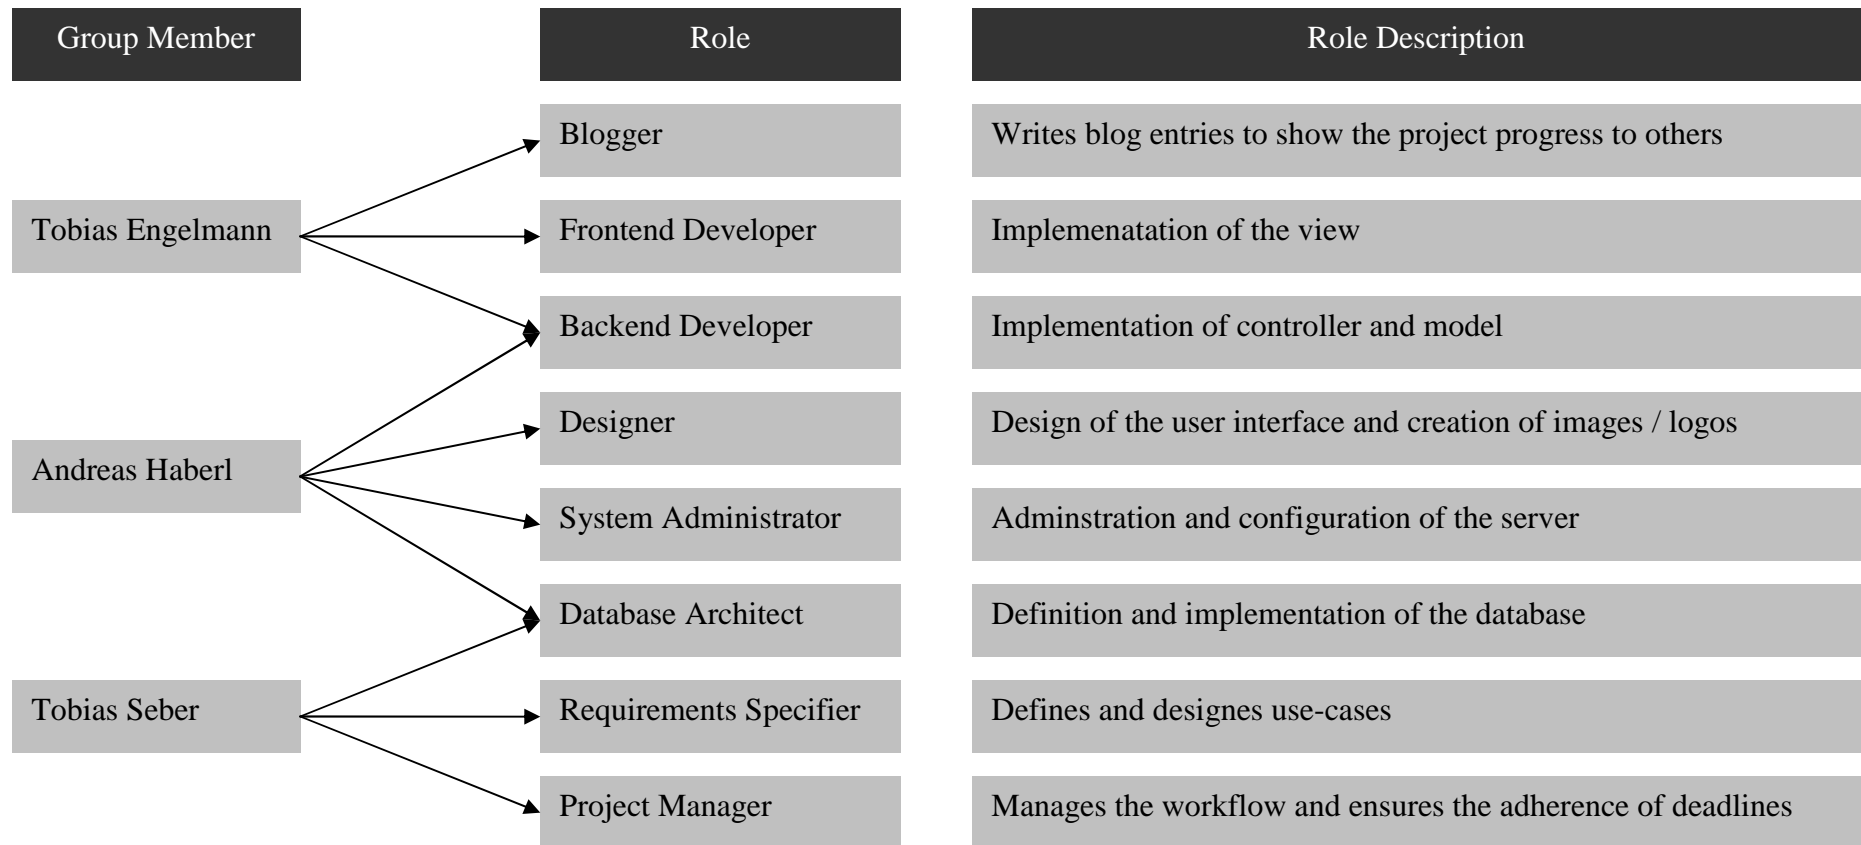 Group Member
Role
Role Description
Blogger
Writes blog entries to show the project progress to others
Tobias Engelmann
Frontend Developer
Implemenatation of the view
Backend Developer
Implementation of controller and model
Designer
Design of the user interface and creation of images / logos
Andreas Haberl
System Administrator
Adminstration and configuration of the server
Database Architect
Definition and implementation of the database
Tobias Seber
Requirements Specifier
Defines and designes use-cases
Project Manager
Manages the workflow and ensures the adherence of deadlines